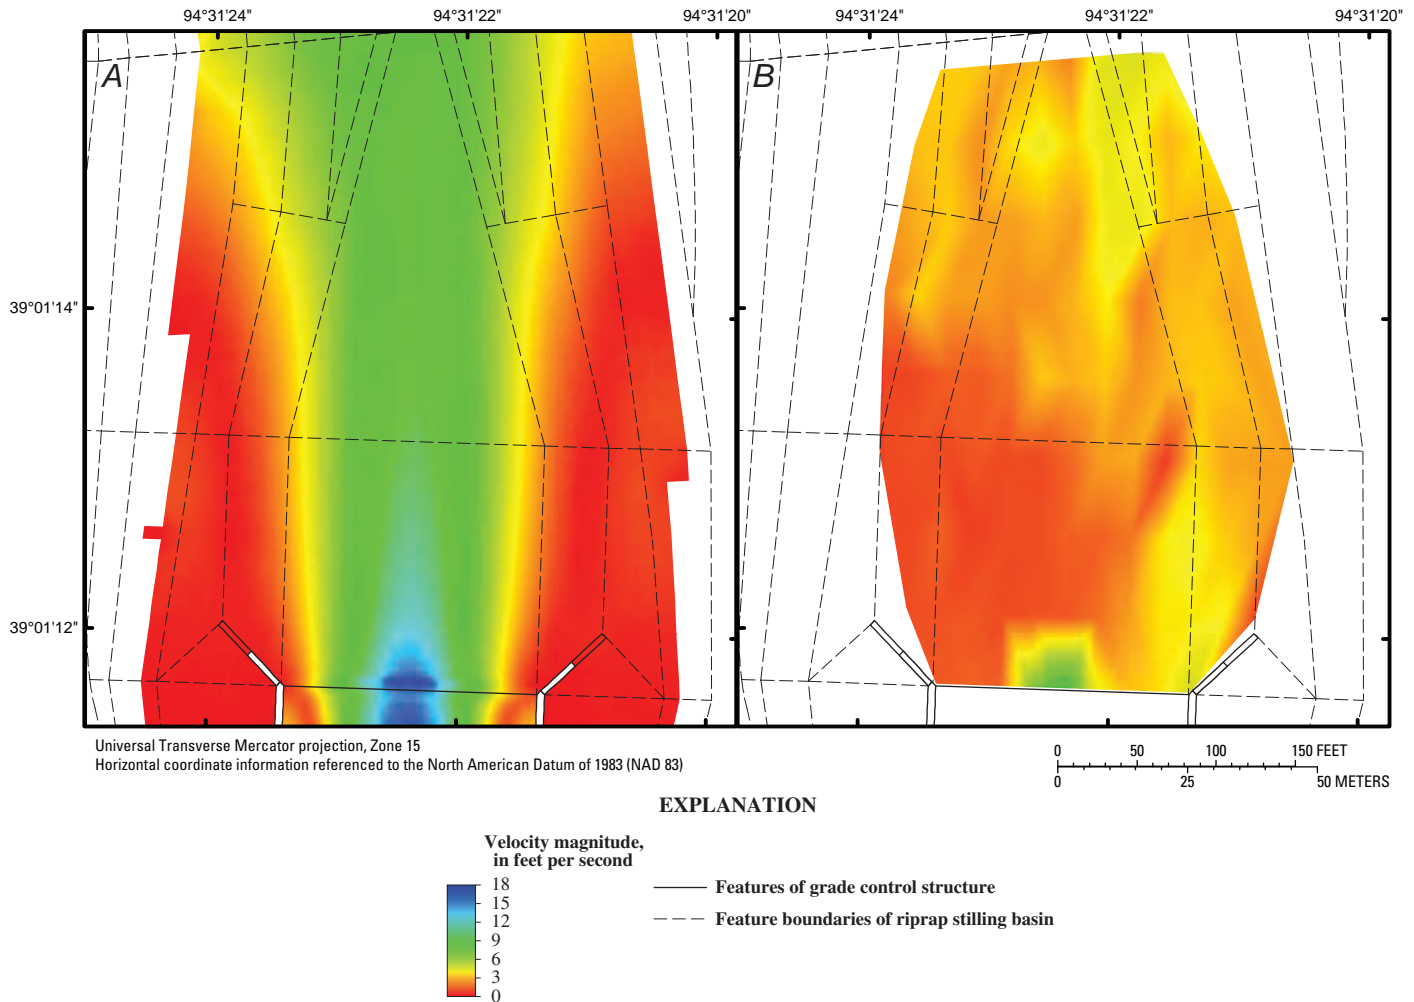 94°31'24" 94°31'22" 94°31'20" 94°31'24" 94°31'22" 94°31'20"
A B
39°01'14"
39°01'12"
Universal Transverse Mercator projection, Zone 15
Horizontal coordinate information referenced to the North American Datum of 1983 (NAD 83)
0 50 100 150 FEET
0 25 50 METERS
EXPLANATION
Velocity magnitude,
in feet per second
18
15
12
9
6
3
0
Features of grade control structure
Feature boundaries of riprap stilling basin